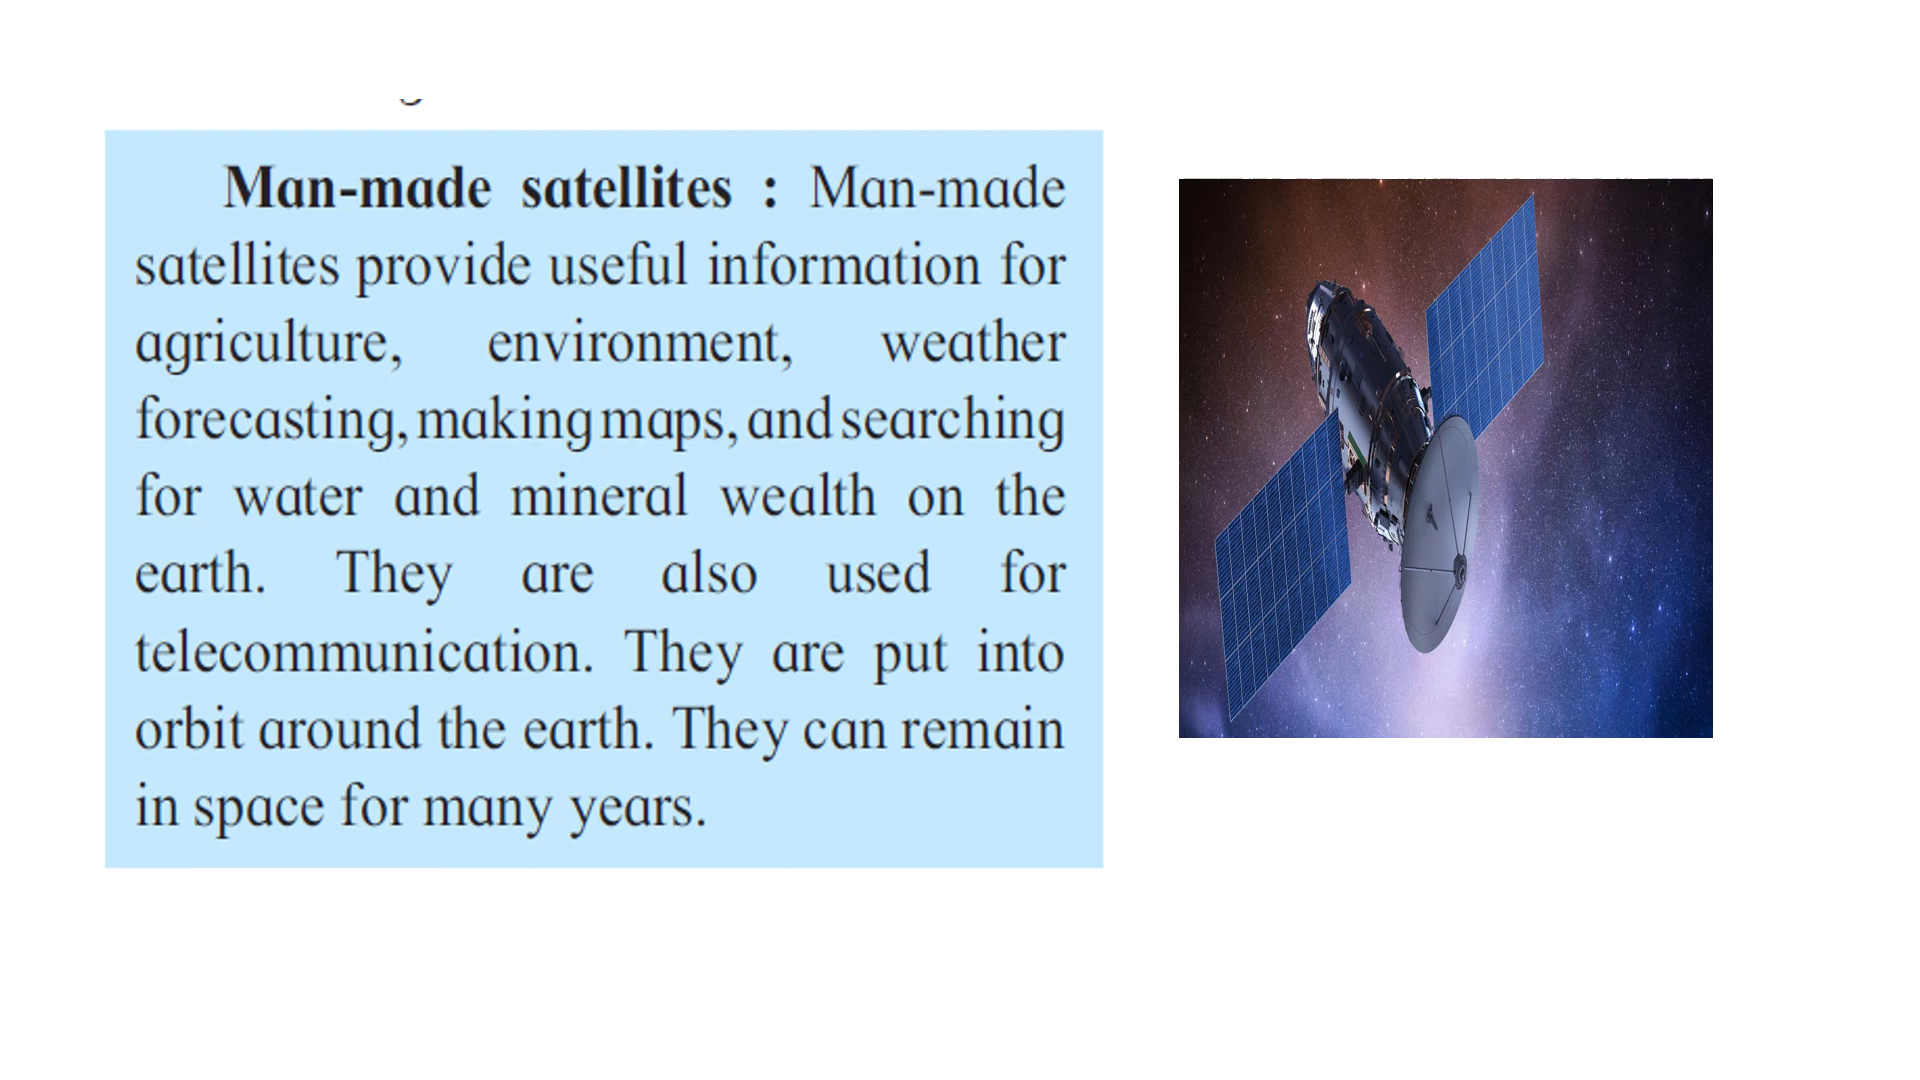 Man-made satellites : Man-made
satellites provide useful information for
agriculture, environment, weather
forecasting, making maps, and searching
for water and mineral wealth on the
earth. They are also used for
telecommunication. They are put into
orbit around the earth. They can remain
in space for many years.